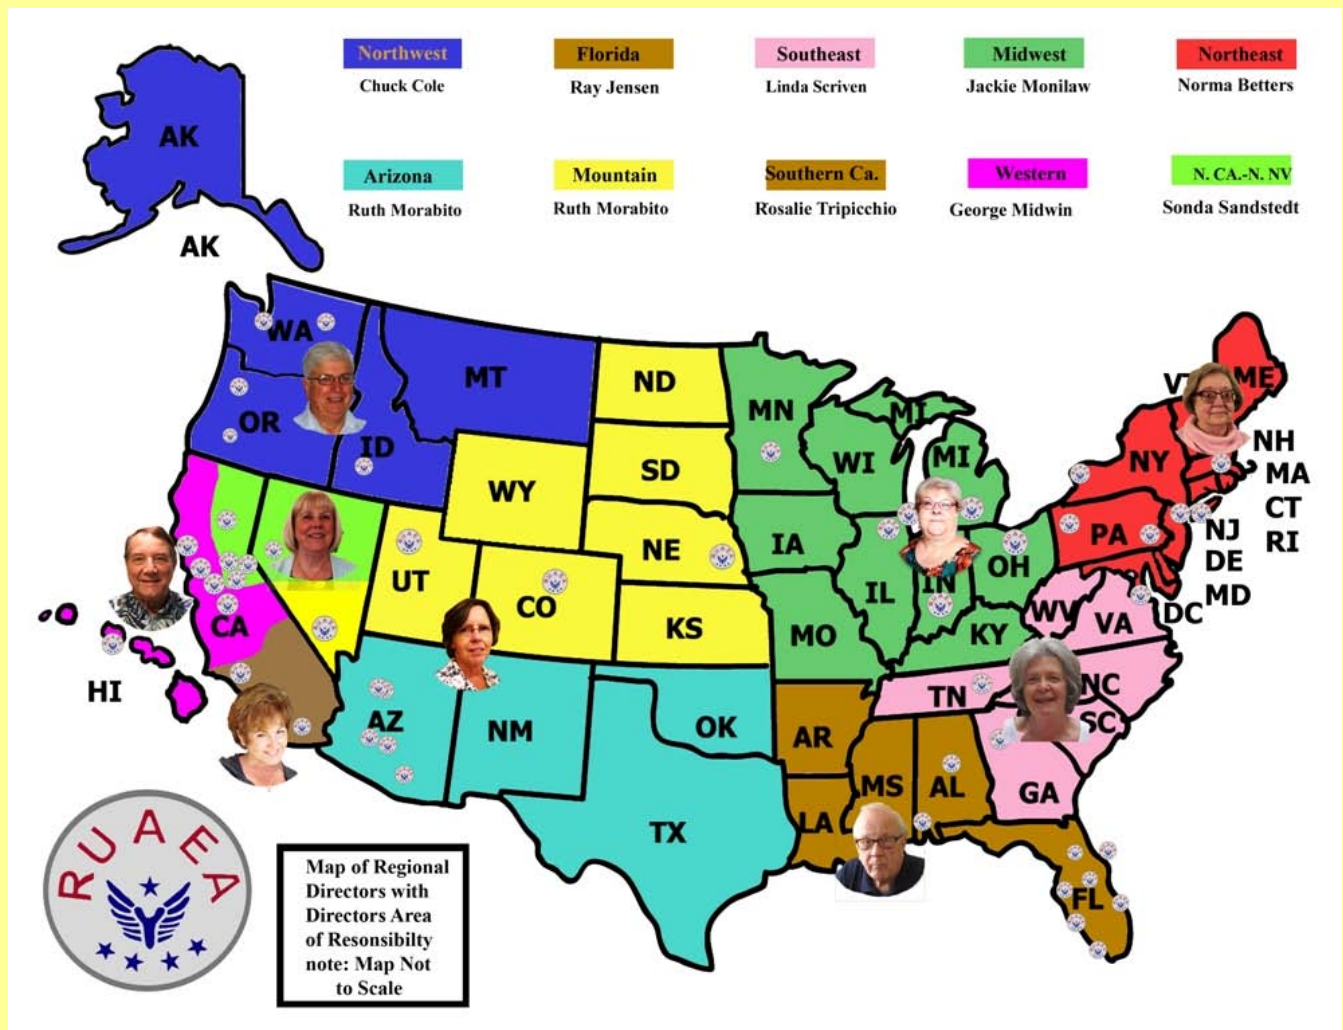 Northwest
Chuck Cole
Florida
Ray Jensen
Southeast
Linda Scriven
Midwest
Jackie Monilaw
Northeast
Norma Betters
Arizona
Ruth Morabito
Mountain
Ruth Morabito
Southern Ca.
Rosalie Tripicchio
Western
George Midwin
N. CA.-N. NV
Sonda Sandstedt
AK
AK
WA
OR
ID
MT
ND
MN
MI
WI
MI
ME
NH
MA
CT
RI
NY
PA
NJ
DE
MD
DC
SD
WY
NE
IA
IL
IN
OH
UT
CO
KS
MO
KY
WV
VA
CA
HI
AZ
NM
OK
AR
TN
NC
SC
TX
LA
MS
AL
GA
FL
RUAEA
Map of Regional
Directors with
Directors Area
of Resonsibilty
note: Map Not
to Scale